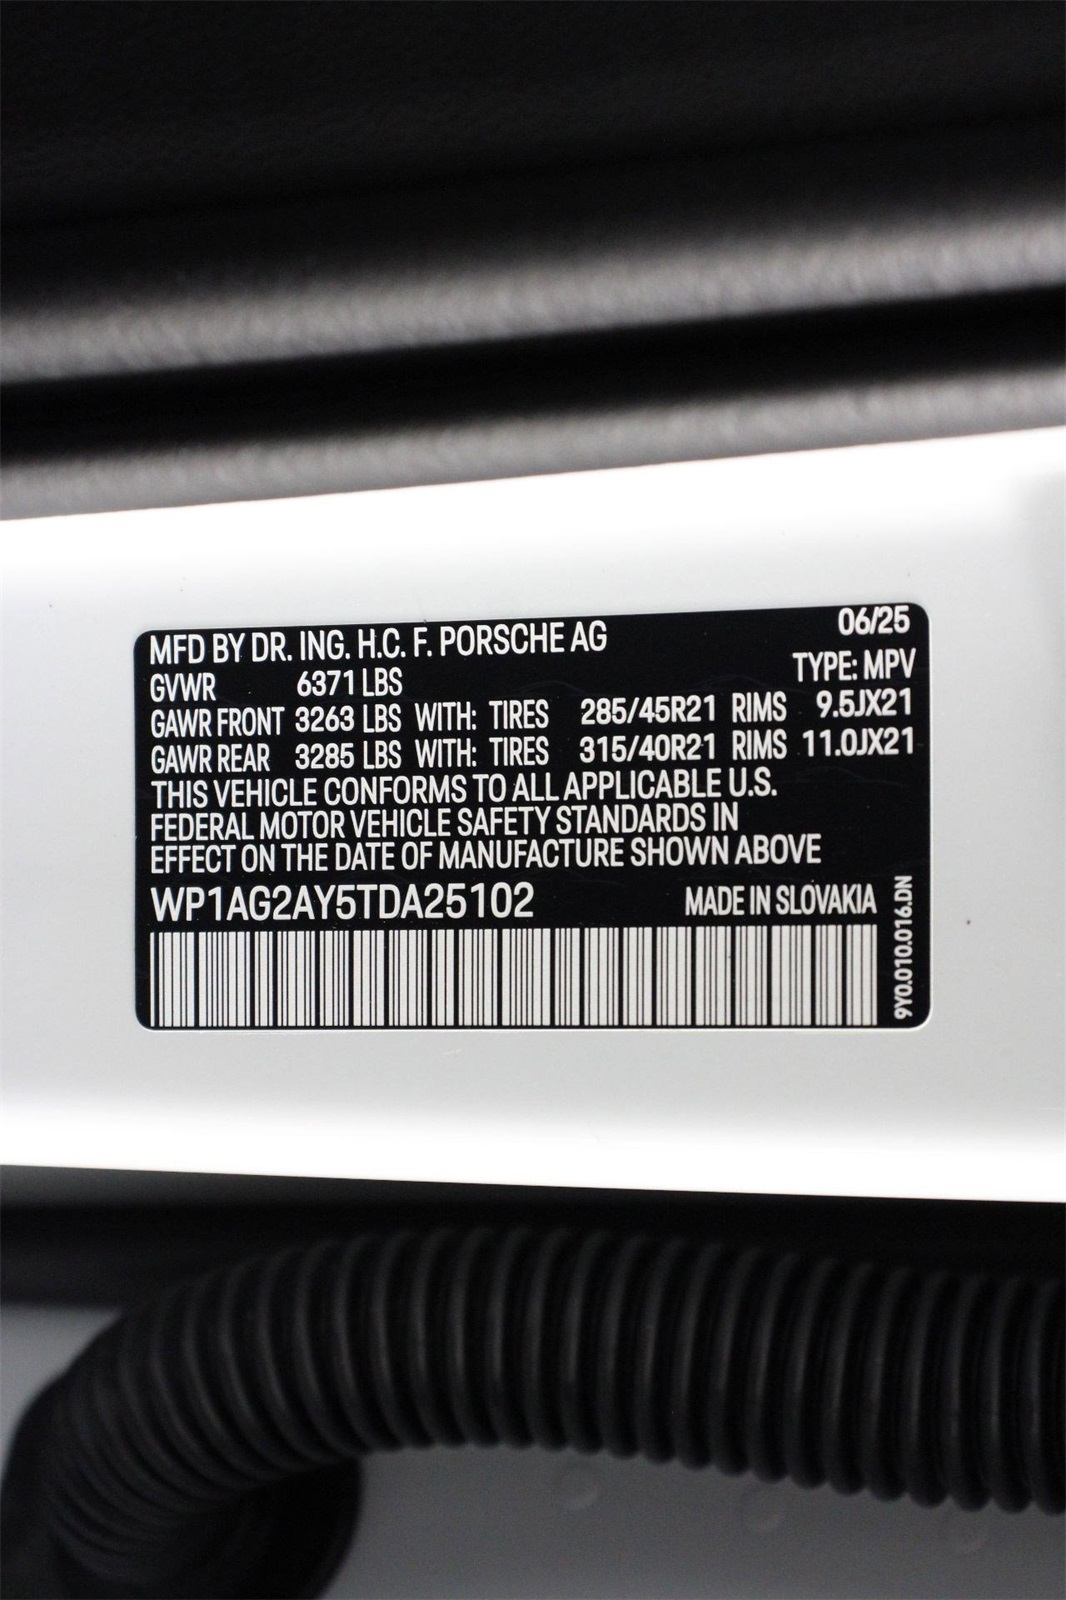 MFD BY DR. ING. H.C. F. PORSCHE AG 06/25
GVWR 6371 LBS TYPE: MPV
GAWR FRONT 3263 LBS WITH: TIRES 285/45R21 RIMS 9.5JX21
GAWR REAR 3285 LBS WITH: TIRES 315/40R21 RIMS 11.0JX21
THIS VEHICLE CONFORMS TO ALL APPLICABLE U.S.
FEDERAL MOTOR VEHICLE SAFETY STANDARDS IN
EFFECT ON THE DATE OF MANUFACTURE SHOWN ABOVE
WP1AG2AY5TDA25102 MADE IN SLOVAKIA
9Y0.010.016.DN